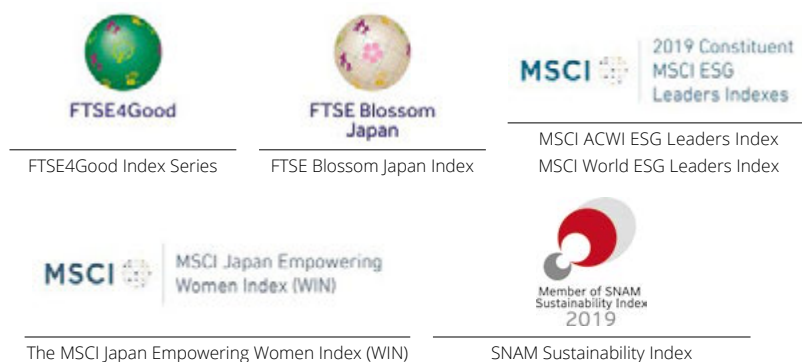 FTSE4Good
FTSE4Good Index Series
FTSE Blossom
Japan
FTSE Blossom Japan Index
MSCI
2019 Constituent
MSCI ESG
Leaders Indexes
MSCI ACWI ESG Leaders Index
MSCI World ESG Leaders Index
MSCI
MSCI Japan Empowering
Women Index (WIN)
The MSCI Japan Empowering Women Index (WIN)
Member of SNAM
Sustainability Index
2019
SNAM Sustainability Index